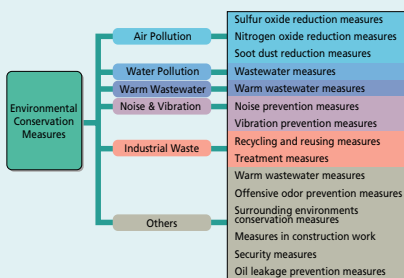 Environmental
Conservation
Measures
Air Pollution
Sulfur oxide reduction measures
Nitrogen oxide reduction measures
Soot dust reduction measures
Water Pollution
Wastewater measures
Warm Wastewater
Warm wastewater measures
Noise & Vibration
Noise prevention measures
Vibration prevention measures
Industrial Waste
Recycling and reusing measures
Treatment measures
Others
Warm wastewater measures
Offensive odor prevention measures
Surrounding environments
conservation measures
Measures in construction work
Security measures
Oil leakage prevention measures